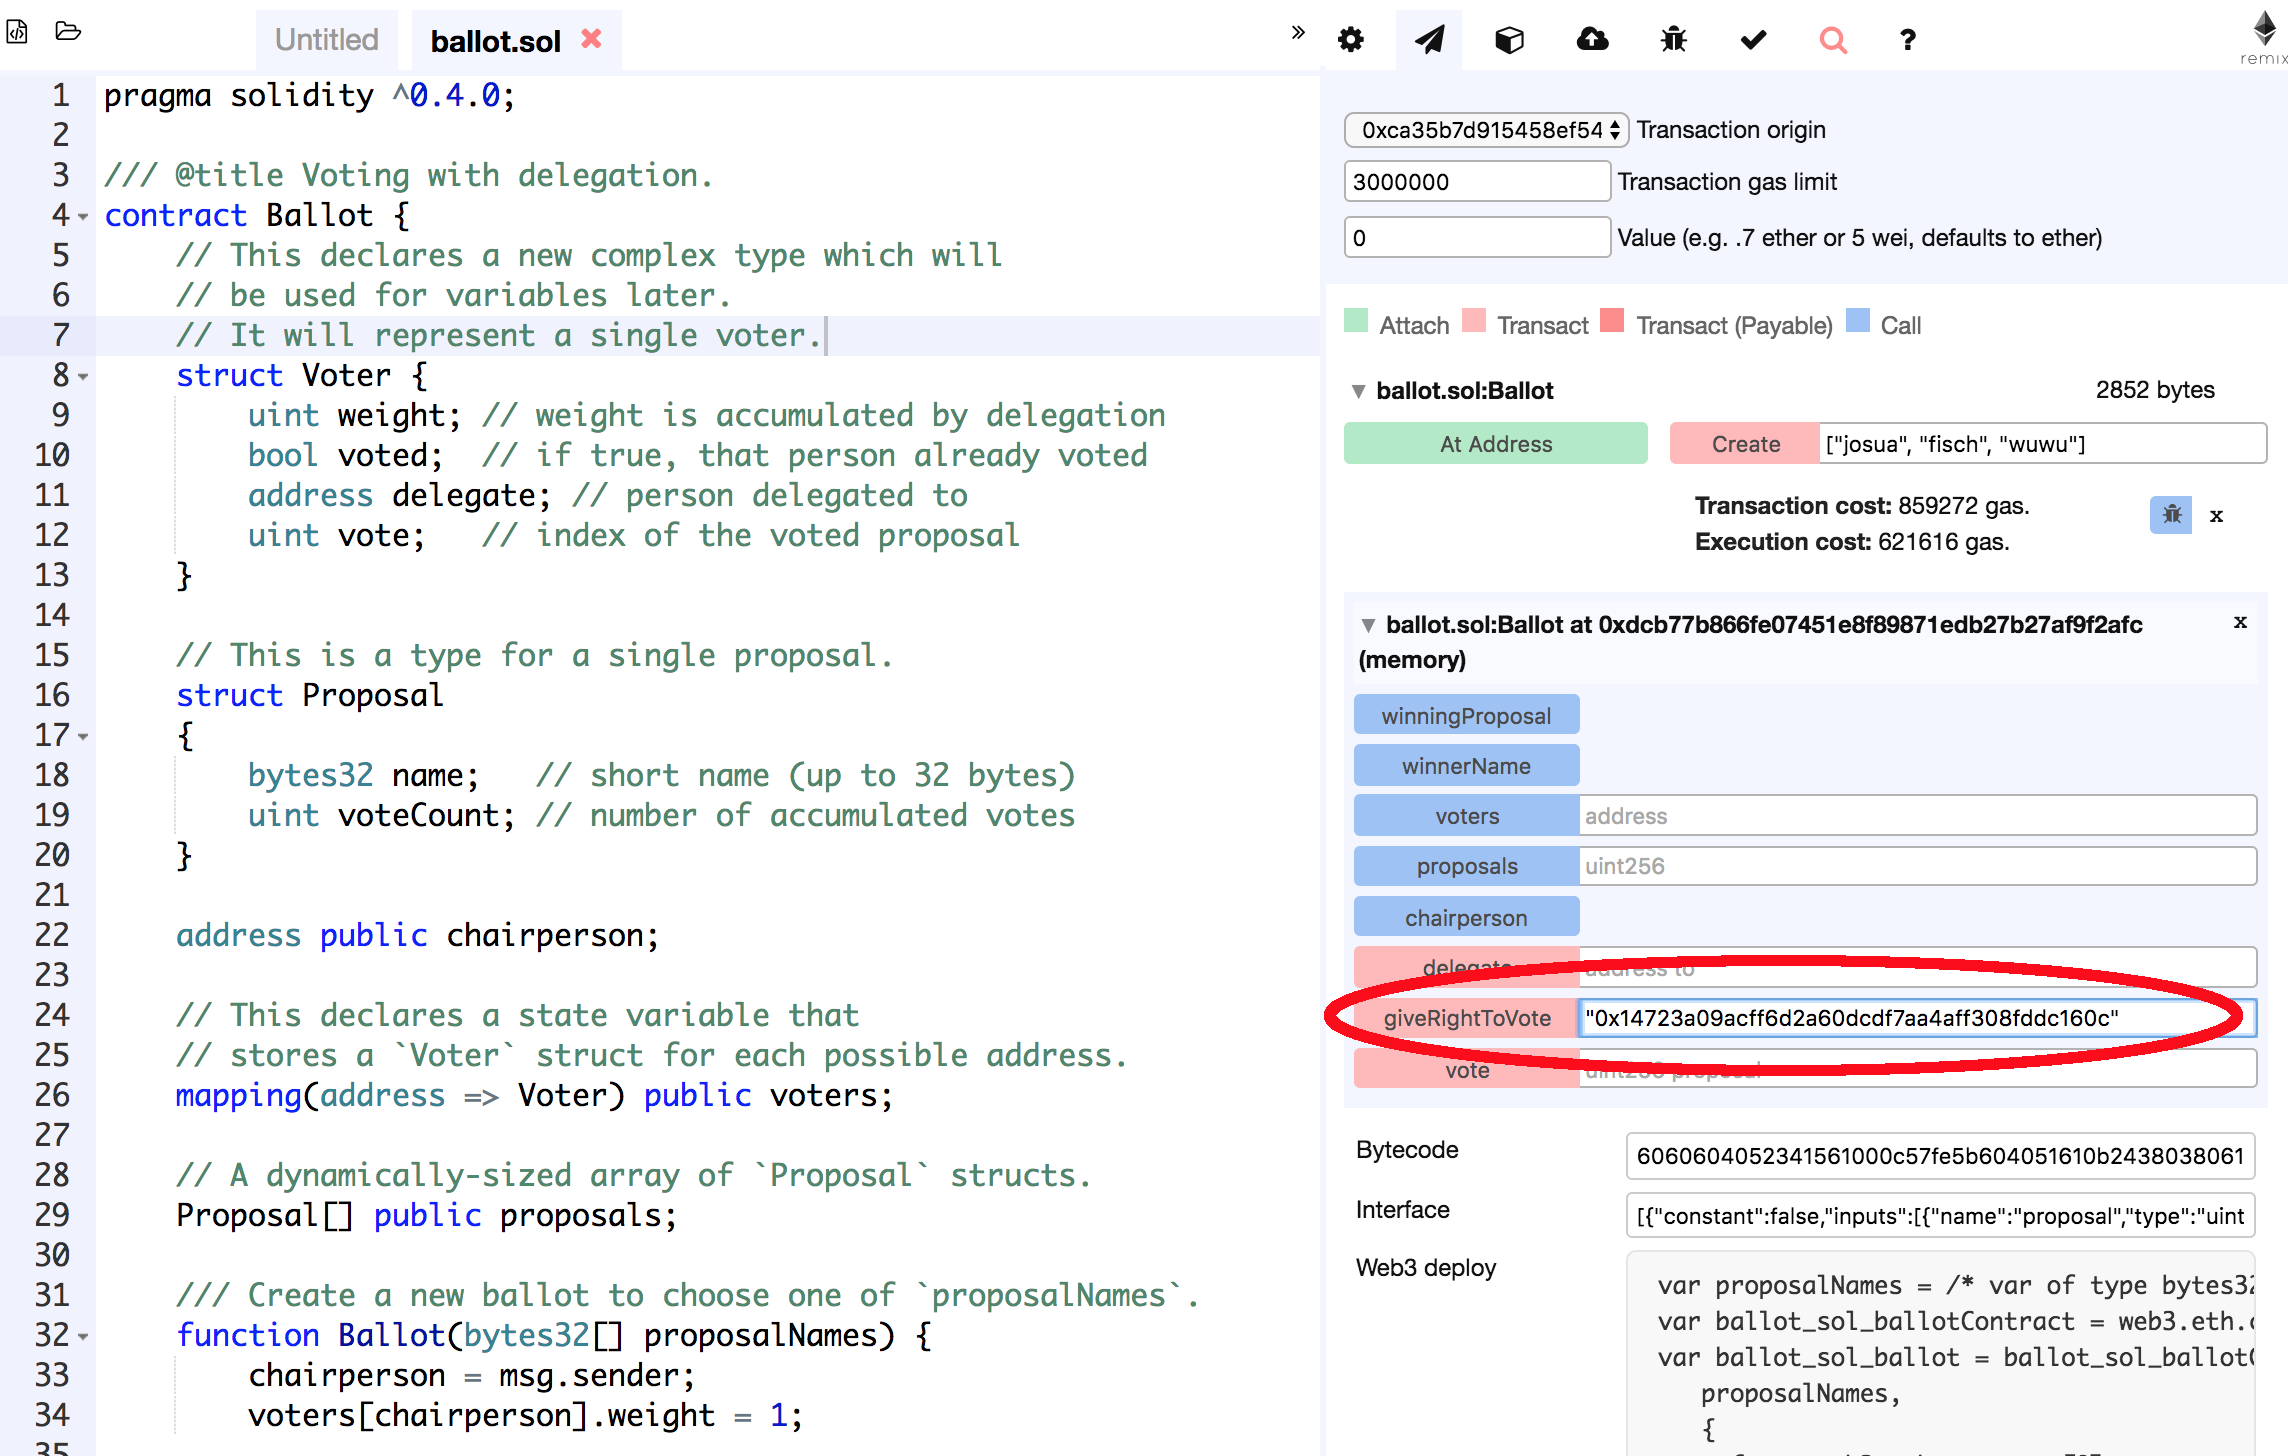 Untitled
ballot.sol
»
?
remix
1 pragma solidity ^0.4.0;
2
3 /// @title Voting with delegation.
4 contract Ballot {
5 // This declares a new complex type which will
6 // be used for variables later.
7 // It will represent a single voter.
8 struct Voter {
9 uint weight; // weight is accumulated by delegation
10 bool voted; // if true, that person already voted
11 address delegate; // person delegated to
12 uint vote; // index of the voted proposal
13 }
14
15 // This is a type for a single proposal.
16 struct Proposal
17 {
18 bytes32 name; // short name (up to 32 bytes)
19 uint voteCount; // number of accumulated votes
20 }
21
22 address public chairperson;
23
24 // This declares a state variable that
25 // stores a `Voter` struct for each possible address.
26 mapping(address => Voter) public voters;
27
28 // A dynamically-sized array of `Proposal` structs.
29 Proposal[] public proposals;
30
31 /// Create a new ballot to choose one of `proposalNames`.
32 function Ballot(bytes32[] proposalNames) {
33 chairperson = msg.sender;
34 voters[chairperson].weight = 1;
35
0xca35b7d915458ef54 Transaction origin
3000000 Transaction gas limit
0 Value (e.g. .7 ether or 5 wei, defaults to ether)
Attach Transact Transact (Payable) Call
ballot.sol:Ballot 2852 bytes
At Address Create ["josua", "fisch", "wuwu"]
Transaction cost: 859272 gas.
x
Execution cost: 621616 gas.
ballot.sol:Ballot at 0xdcb77b866fe07451e8f89871edb27b27af9f2afc x
(memory)
winningProposal
winnerName
voters address
proposals uint256
chairperson
delegate address to
giveRightToVote "0x14723a09acff6d2a60dcdf7aa4aff308fddc160c"
vote uint256 proposal
Bytecode 6060604052341561000c57fe5b604051610b2438038061
Interface [{"constant":false,"inputs":[{"name":"proposal","type":"uint
Web3 deploy
var proposalNames = /* var of type bytes32
var ballot_sol_ballotContract = web3.eth.c
var ballot_sol_ballot = ballot_sol_ballot
proposalNames,
{